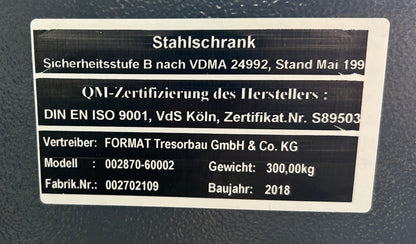 Stahlschrank
Sicherheitsstufe B nach VDMA 24992, Stand Mai 199
QM-Zertifizierung des Herstellers :
DIN EN ISO 9001, VdS Köln, Zertifikat.Nr. S89503
Vertreiber: FORMAT Tresorbau GmbH & Co. KG
Modell : 002870-60002 Gewicht: 300,00kg
Fabrik.Nr.: 002702109 Baujahr: 2018